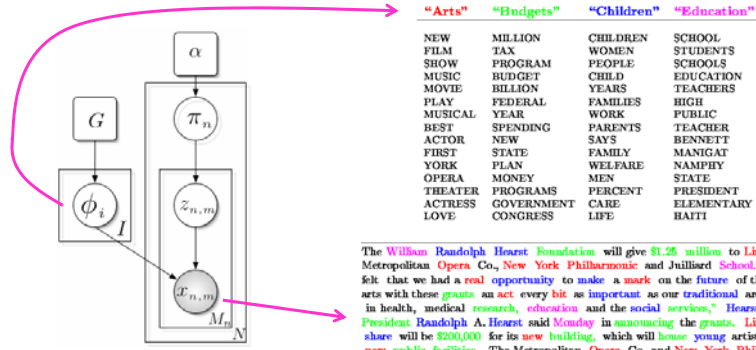 “Arts” “Budgets” “Children” “Education”
NEW MILLION CHILDREN SCHOOL
FILM TAX WOMEN STUDENTS
SHOW PROGRAM PEOPLE SCHOOLS
MUSIC BUDGET CHILD EDUCATION
MOVIE BILLION YEARS TEACHERS
PLAY FEDERAL FAMILIES HIGH
MUSICAL YEAR WORK PUBLIC
BEST SPENDING PARENTS TEACHER
ACTOR NEW SAYS BENNETT
FIRST STATE FAMILY MANIGAT
YORK PLAN WELFARE NAMPHY
OPERA MONEY MEN STATE
THEATER PROGRAMS PERCENT PRESIDENT
ACTRESS GOVERNMENT CARE ELEMENTARY
LOVE CONGRESS LIFE HAITI
α
π_n
G
z_{n,m}
ϕ_i
I
x_{n,m}
M_n
N
The William Randolph Hearst Foundation will give $1.25 million to
Metropolitan Opera Co., New York Philharmonic and Juilliard School.
felt that we had a real opportunity to make a mark on the future of
arts with these grants an act every bit as important as our traditional
in health, medical research, education and the social services,”
President Randolph A. Hearst said Monday in announcing the grants.
share will be $200,000 for its new building, which will house young